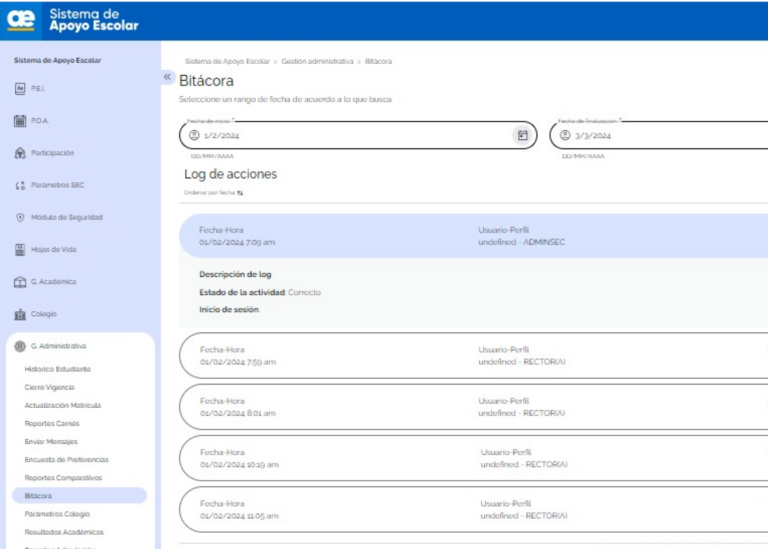 Sistema de
Apoyo Escolar
Sistema de Apoyo Escolar
P.E.I.
P.O.A.
Participación
Parámetros SEC
Módulo de Seguridad
Hojas de Vida
G. Académica
Colegio
G. Administrativa
Histórico Estudiante
Cierre Vigencia
Actualización Matrícula
Reportes Carnés
Enviar Mensajes
Encuesta de Preferencias
Reportes Comparativos
Bitácora
Parámetros Colegio
Resultados Académicos
Sistema de Apoyo Escolar > Gestión administrativa > Bitácora
Bitácora
Seleccione un rango de fecha de acuerdo a lo que busca
Fecha de inicio *
1/2/2024
DD/MM/AAAA
Fecha de finalización *
3/3/2024
DD/MM/AAAA
Log de acciones
Ordenar por fecha
Fecha-Hora
01/02/2024 7:09 am
Usuario-Perfil
undefined - ADMINSEC
Descripción de log
Estado de la actividad: Correcto
Inicio de sesión:
Fecha-Hora
01/02/2024 7:59 am
Usuario-Perfil
undefined - RECTOR(A)
Fecha-Hora
01/02/2024 8:01 am
Usuario-Perfil
undefined - RECTOR(A)
Fecha-Hora
01/02/2024 10:19 am
Usuario-Perfil
undefined - RECTOR(A)
Fecha-Hora
01/02/2024 11:05 am
Usuario-Perfil
undefined - RECTOR(A)